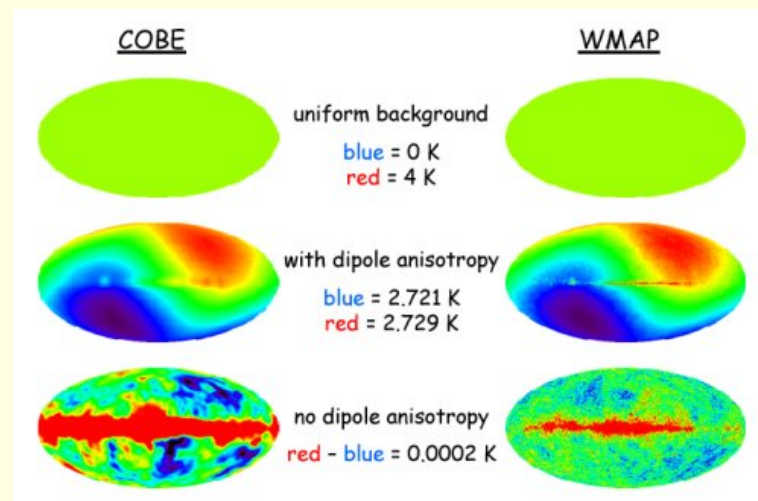 COBE
WMAP
uniform background
blue = 0 K
red = 4 K
with dipole anisotropy
blue = 2.721 K
red = 2.729 K
no dipole anisotropy
red - blue = 0.0002 K